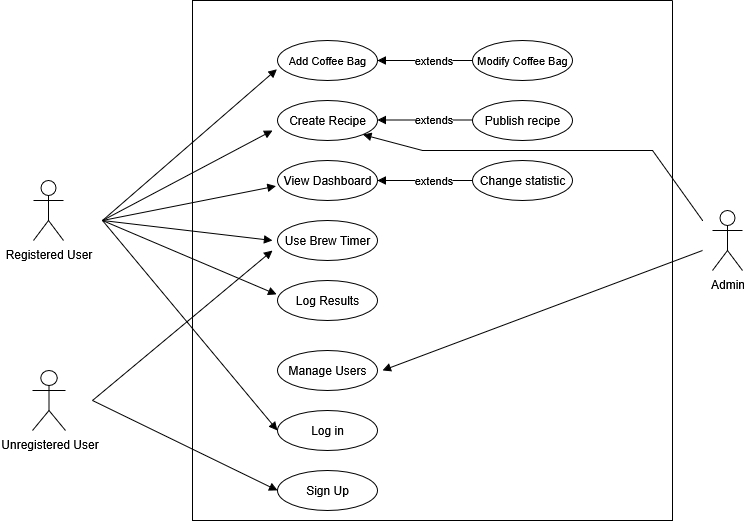 Add Coffee Bag
extends
Modify Coffee Bag
Create Recipe
extends
Publish recipe
View Dashboard
extends
Change statistic
Registered User
Use Brew Timer
Admin
Log Results
Manage Users
Unregistered User
Log in
Sign Up